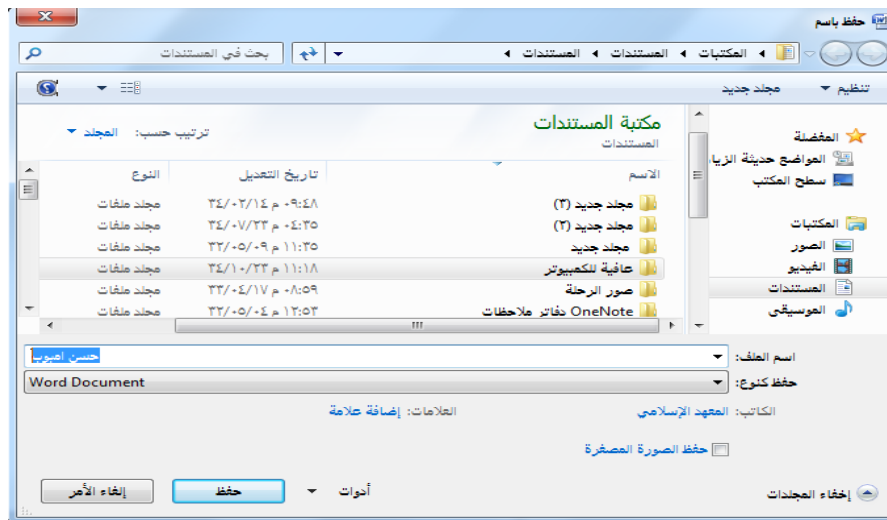 حفظ باسم
المكتبات ◂ المستندات ◂ المستندات ◂
بحث في المستندات
تنظيم
مجلد جديد
المفضلة
المواضع حديثة الزيا
سطح المكتب
المكتبات
الصور
الفيديو
المستندات
الموسيقى
مكتبة المستندات
المستندات
ترتيب حسب: المجلد
الاسم تاريخ التعديل النوع
مجلد جديد (٣) ٣٤/٠٢/١٤ ٠٩:٤٨ م مجلد ملفات
مجلد جديد (٢) ٣٤/٠٧/٢٣ ٠٤:٣٥ م مجلد ملفات
مجلد جديد ٣٢/٠٥/٠٩ ١١:٣٥ م مجلد ملفات
عافية للكمبيوتر ٣٤/١٠/٢٣ ١١:١٨ م مجلد ملفات
صور الرحلة ٣٣/٠٤/١٧ ٠٨:٥٩ م مجلد ملفات
دفاتر ملاحظات OneNote ٣٢/٠٥/٠٤ ١٢:٥٣ م مجلد ملفات
اسم الملف: حسن امبوب
حفظ كنوع: Word Document
الكاتب: المعهد الإسلامي
العلامات: إضافة علامة
حفظ الصورة المصغرة
إخفاء المجلدات
أدوات
حفظ
إلغاء الأمر